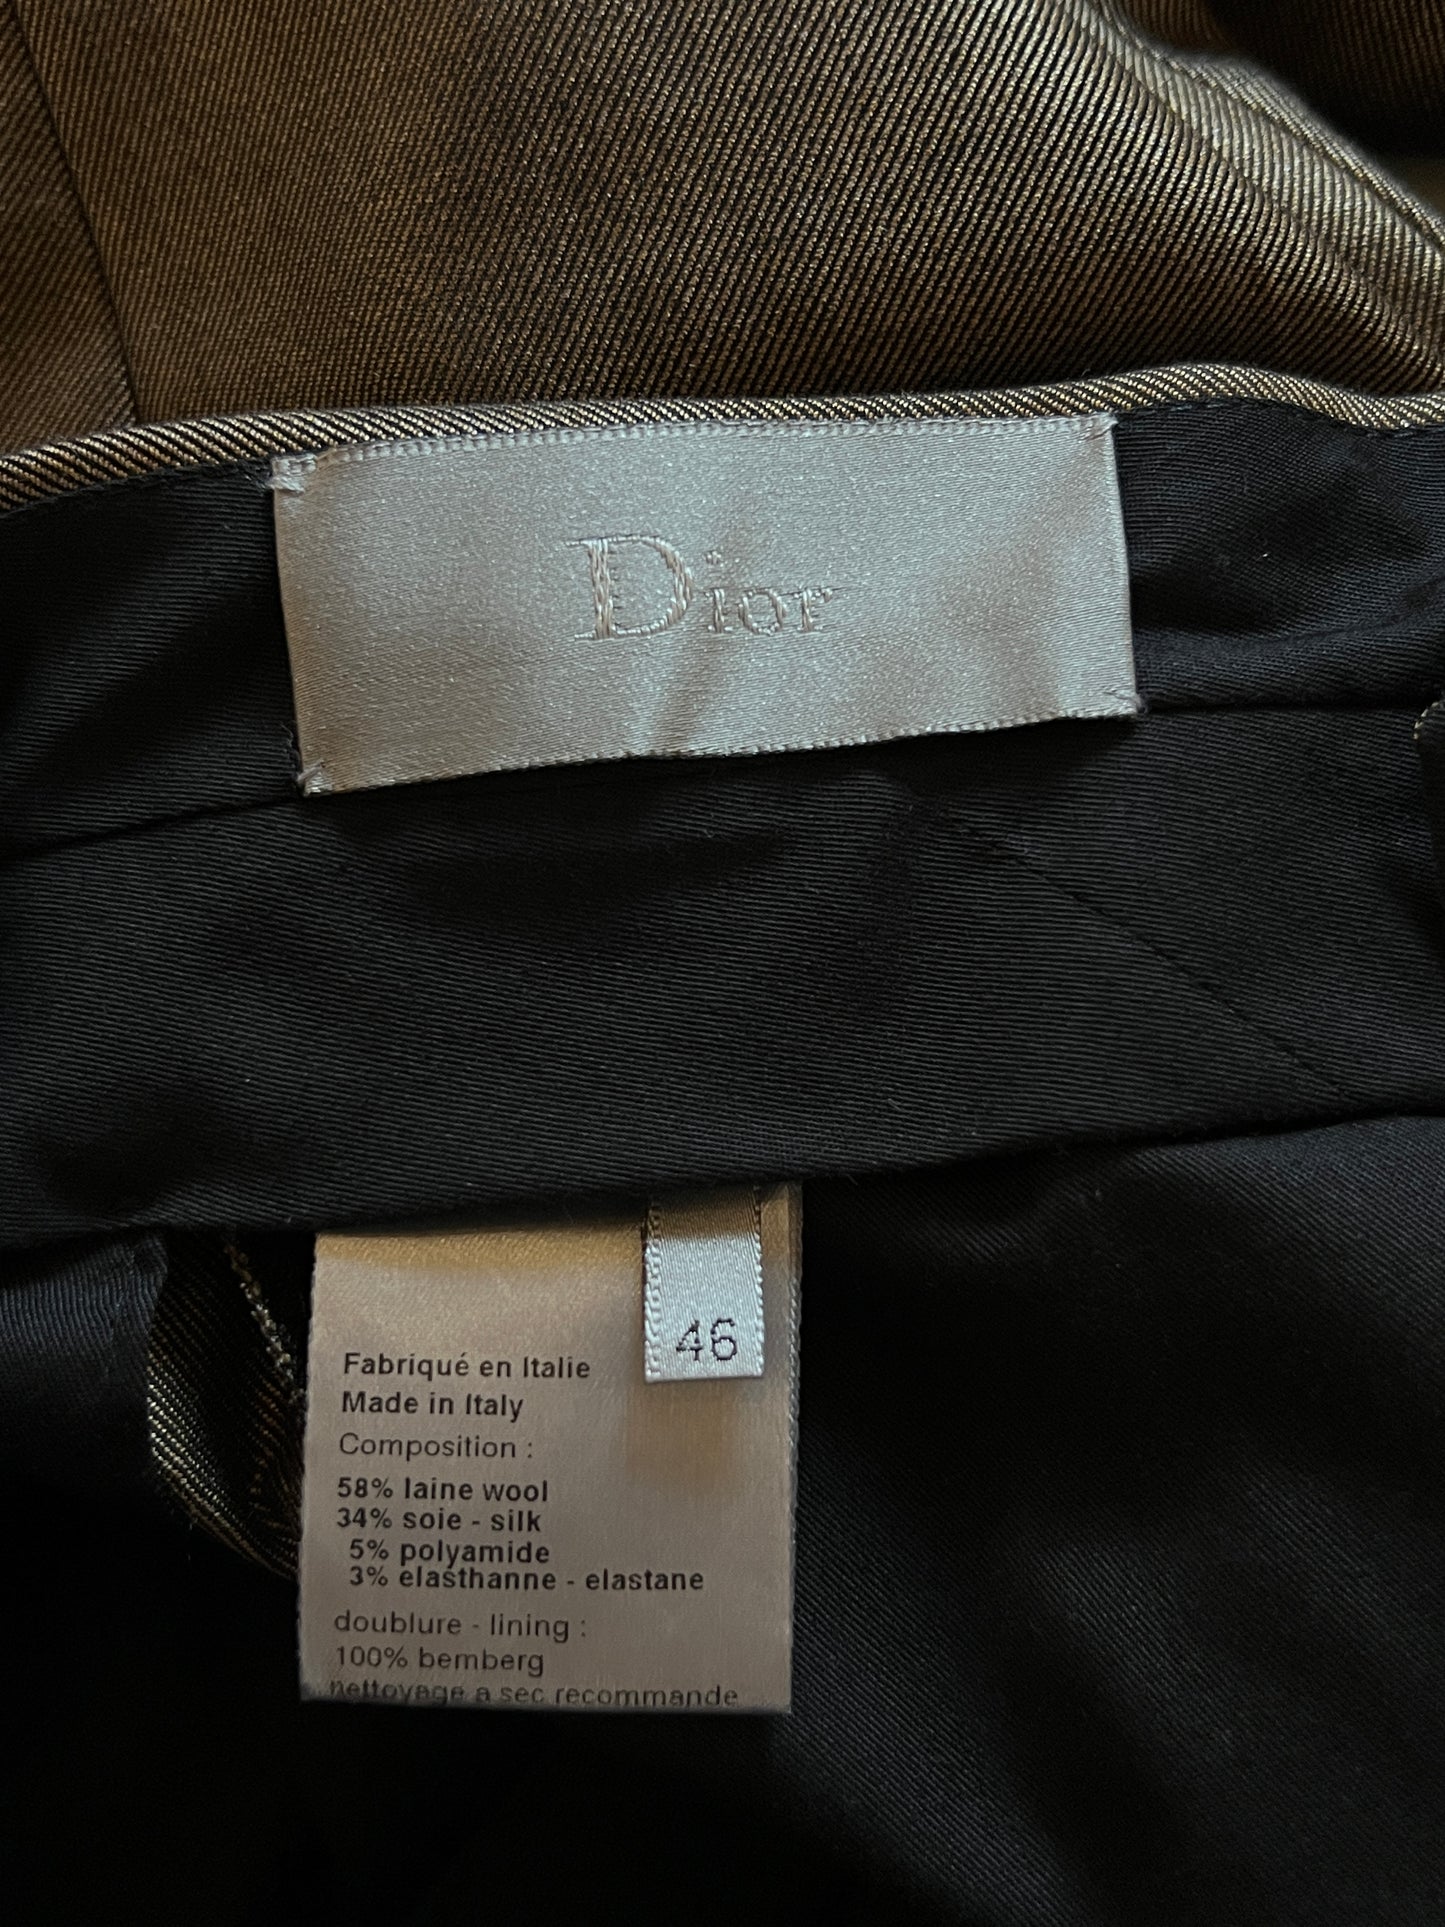 Dior
46
Fabriqué en Italie
Made in Italy
Composition :
58% laine wool
34% soie - silk
5% polyamide
3% elasthanne - elastane
doublure - lining :
100% bemberg
nettoyage a sec recommande